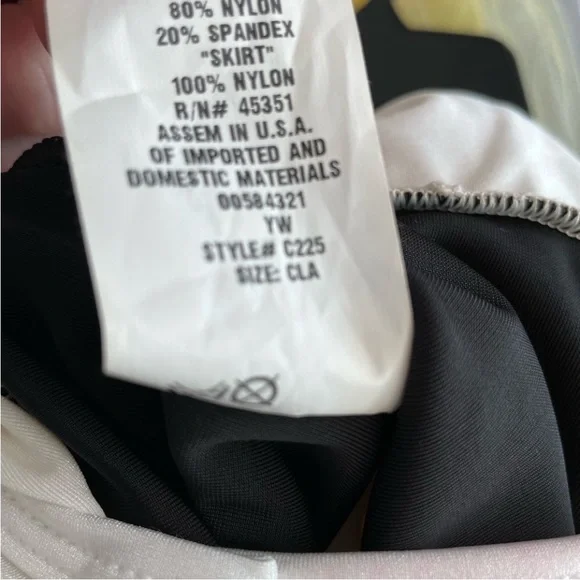 80% NYLON
20% SPANDEX
"SKIRT"
100% NYLON
R/N# 45351
ASSEM IN U.S.A.
OF IMPORTED AND
DOMESTIC MATERIALS
00584321
YW
STYLE# C225
SIZE: CLA